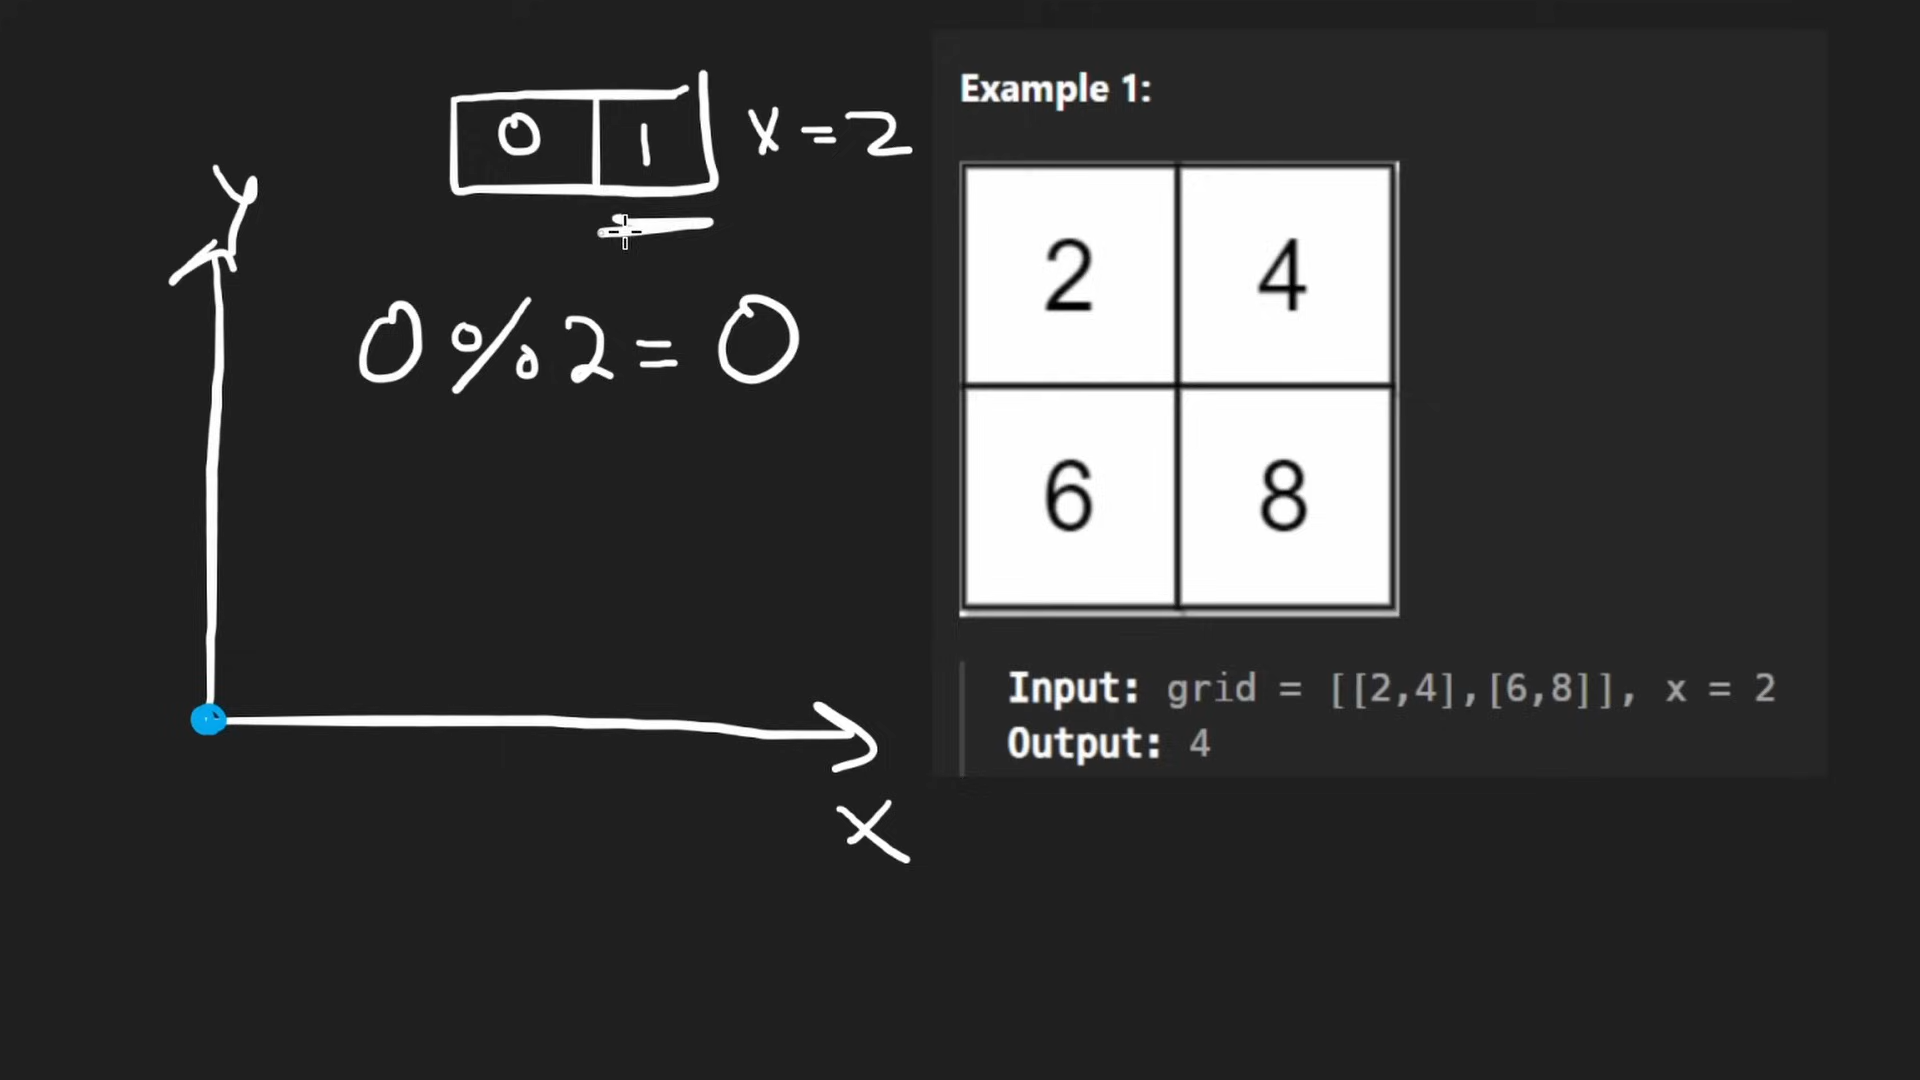 0 1 x = 2
y
0 % 2 = 0
x
Example 1:
2 4
6 8
Input: grid = [[2,4],[6,8]], x = 2
Output: 4